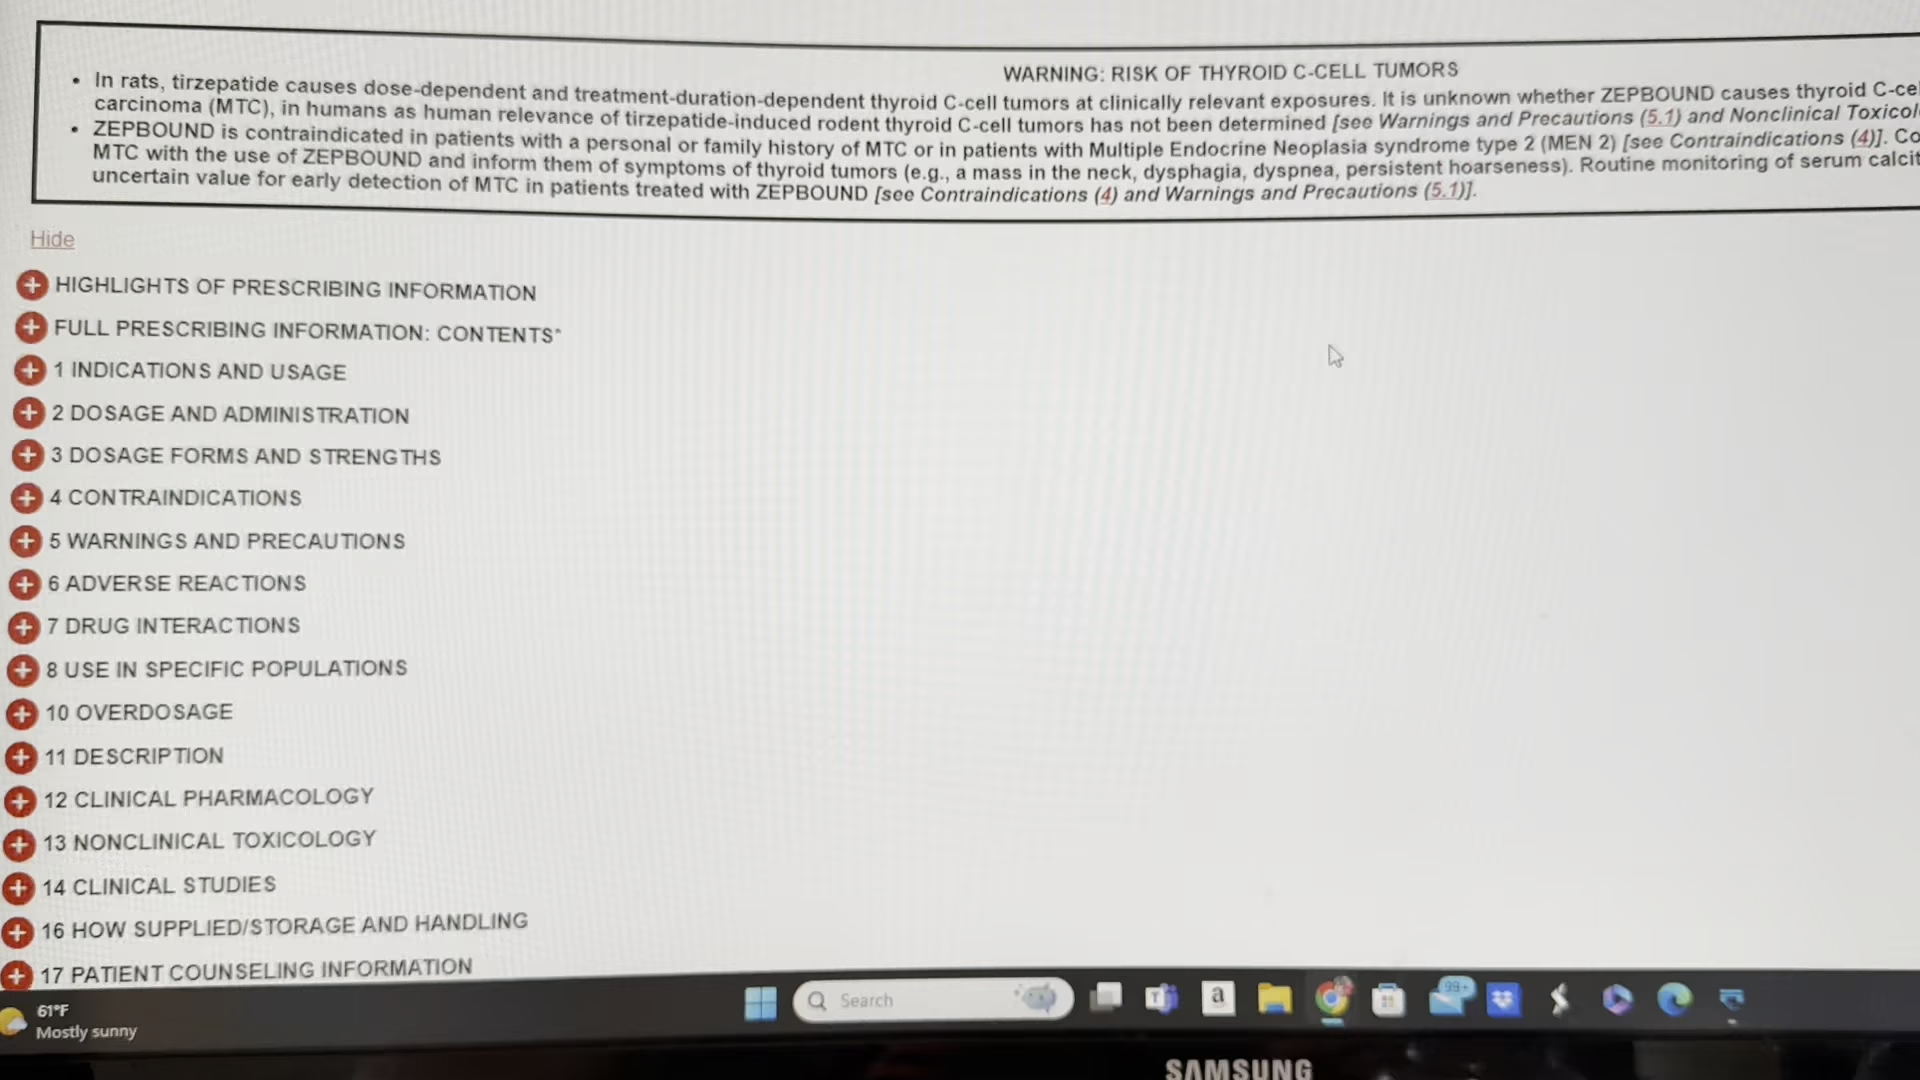 WARNING: RISK OF THYROID C-CELL TUMORS
• In rats, tirzepatide causes dose-dependent and treatment-duration-dependent thyroid C-cell tumors at clinically relevant exposures. It is unknown whether ZEPBOUND causes thyroid
carcinoma (MTC), in humans as human relevance of tirzepatide-induced rodent thyroid C-cell tumors has not been determined [see Warnings and Precautions (5.1) and Nonclinical
• ZEPBOUND is contraindicated in patients with a personal or family history of MTC or in patients with Multiple Endocrine Neoplasia syndrome type 2 (MEN 2) [see Contraindications (4)].
MTC with the use of ZEPBOUND and inform them of symptoms of thyroid tumors (e.g., a mass in the neck, dysphagia, dyspnea, persistent hoarseness). Routine monitoring of serum
uncertain value for early detection of MTC in patients treated with ZEPBOUND [see Contraindications (4) and Warnings and Precautions (5.1)].
Hide
HIGHLIGHTS OF PRESCRIBING INFORMATION
FULL PRESCRIBING INFORMATION: CONTENTS*
1 INDICATIONS AND USAGE
2 DOSAGE AND ADMINISTRATION
3 DOSAGE FORMS AND STRENGTHS
4 CONTRAINDICATIONS
5 WARNINGS AND PRECAUTIONS
6 ADVERSE REACTIONS
7 DRUG INTERACTIONS
8 USE IN SPECIFIC POPULATIONS
10 OVERDOSAGE
11 DESCRIPTION
12 CLINICAL PHARMACOLOGY
13 NONCLINICAL TOXICOLOGY
14 CLINICAL STUDIES
16 HOW SUPPLIED/STORAGE AND HANDLING
17 PATIENT COUNSELING INFORMATION
61°F
Mostly sunny
Search
T
a
99+
SAMSUNG